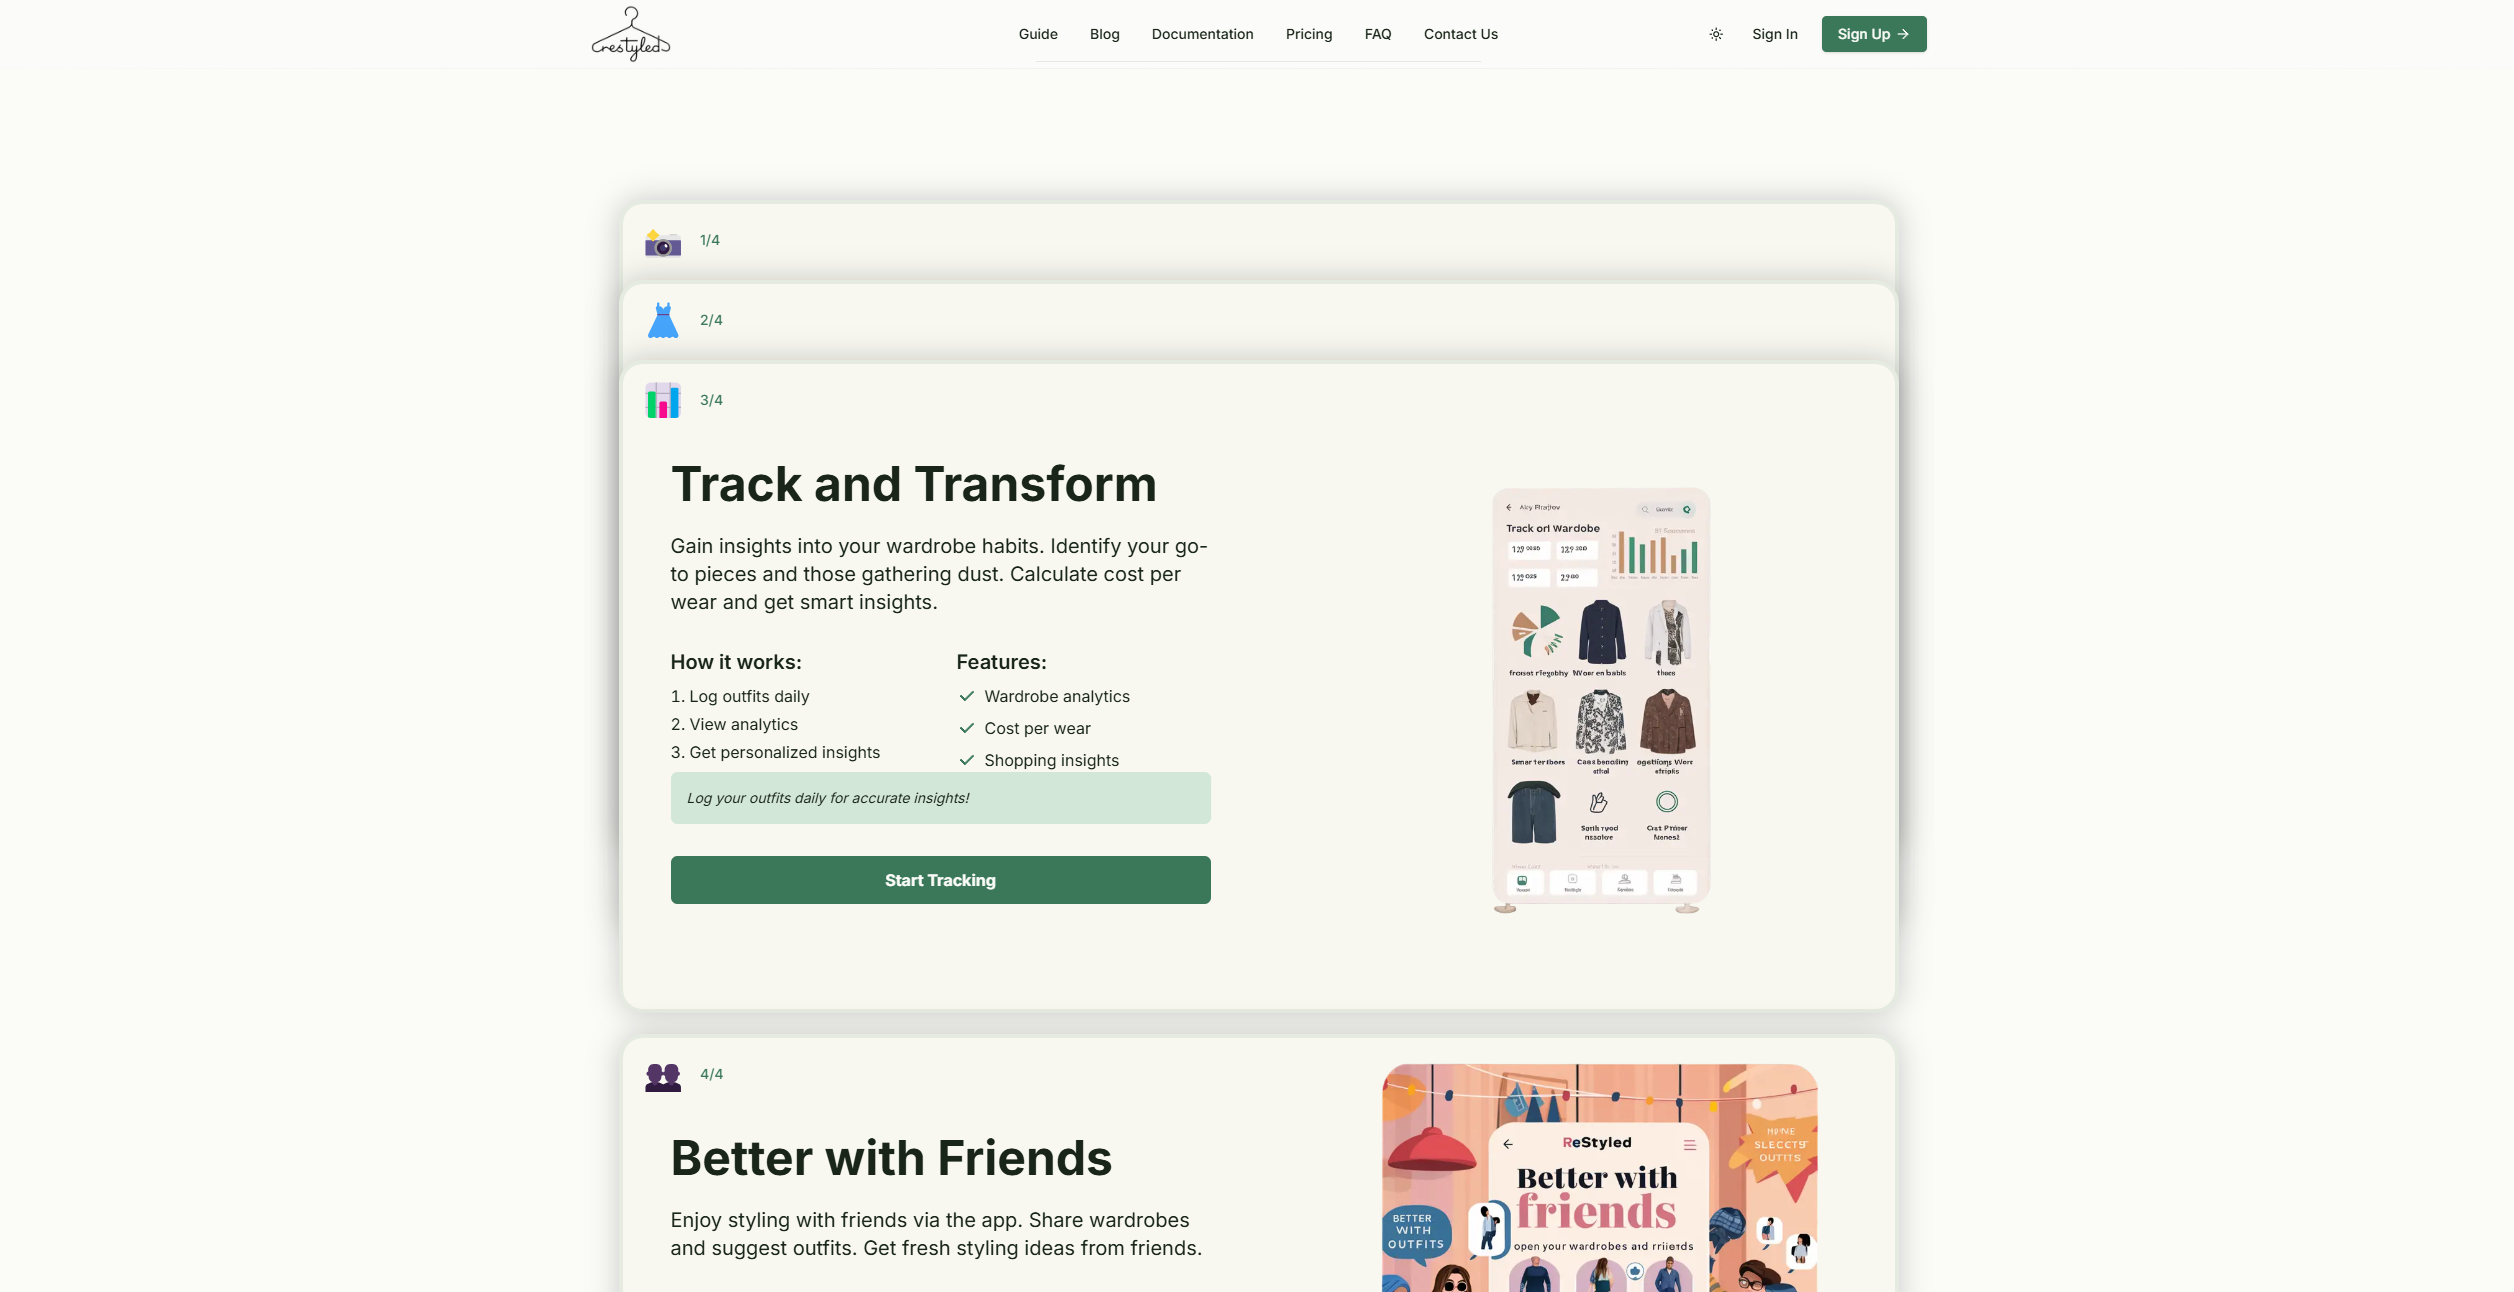 restyled
Guide
Blog
Documentation
Pricing
FAQ
Contact Us
Sign In
Sign Up
1/4
2/4
3/4
Track and Transform
Gain insights into your wardrobe habits. Identify your go-
to pieces and those gathering dust. Calculate cost per
wear and get smart insights.
How it works:
1. Log outfits daily
2. View analytics
3. Get personalized insights
Features:
Wardrobe analytics
Cost per wear
Shopping insights
Log your outfits daily for accurate insights!
Start Tracking
Track orl Wardobe
4/4
Better with Friends
Enjoy styling with friends via the app. Share wardrobes
and suggest outfits. Get fresh styling ideas from friends.
ReStyled
Better with
friends
open your wardrobes
BETTER
WITH
OUTFITS
OUTITS